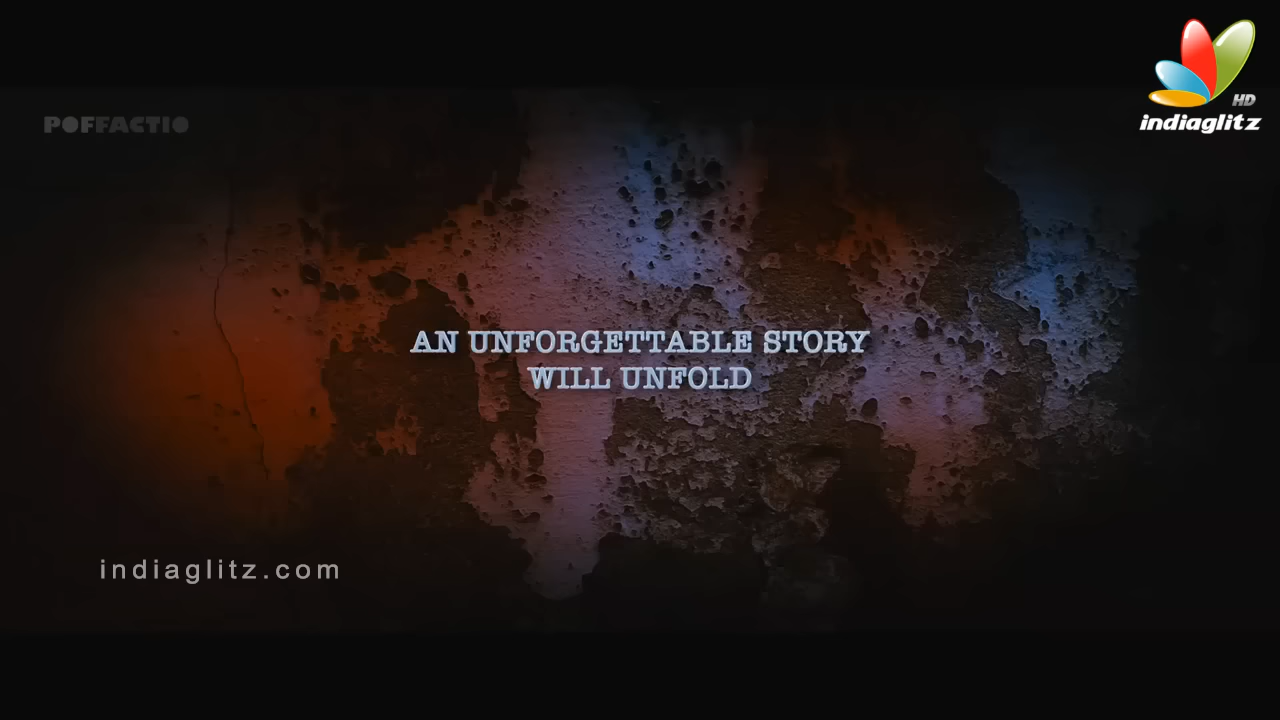 POFFACTIO
HD
indiaglitz
AN UNFORGETTABLE STORY
WILL UNFOLD
indiaglitz.com